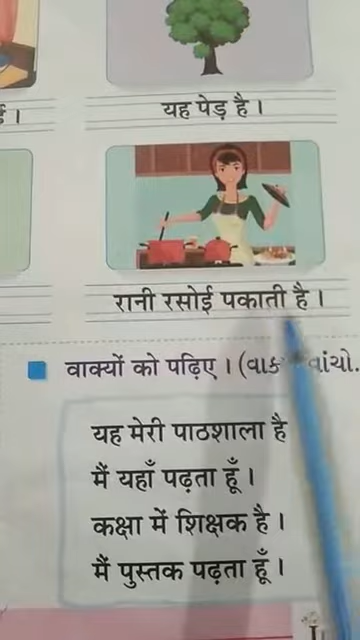 है।
यह पेड़ है।
रानी रसोई पकाती है।
वाक्यों को पढ़िए। (વાક્ वांચો.
यह मेरी पाठशाला है
मैं यहाँ पढ़ता हूँ।
कक्षा में शिक्षक है।
मैं पुस्तक पढ़ता हूँ।